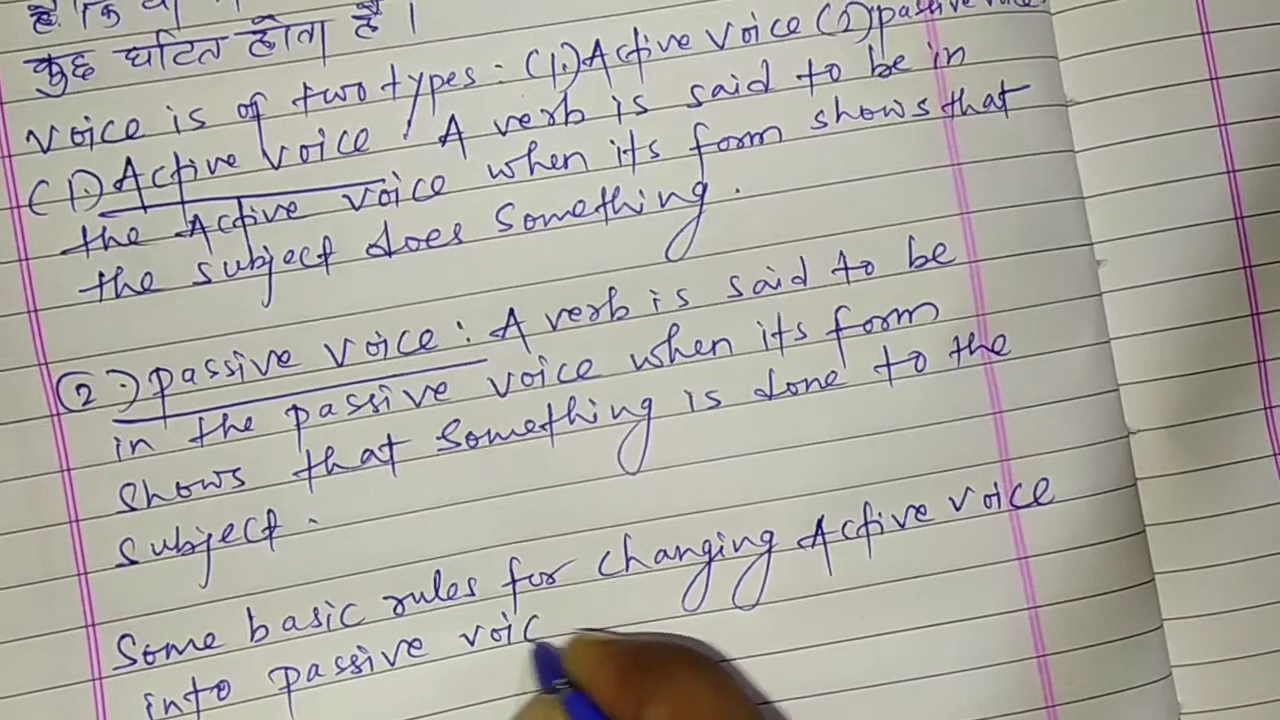 है। कि
कुछ घटित होता है।
Voice is of two types: (1.) Active voice (2) passive voice
(1). Active voice : A verb is said to be in
the Active voice when its form shows that
the subject does something.
(2.) passive voice : A verb is said to be
in the passive voice when its form
shows that something is done to the
subject.
Some basic rules for changing Active voice
into passive voic